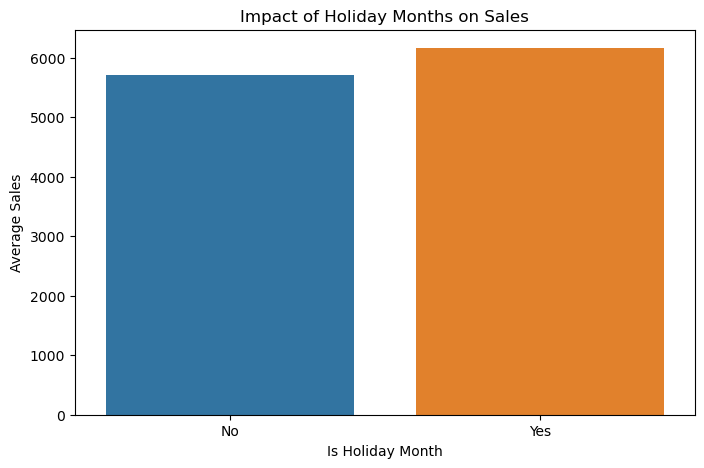 Impact of Holiday Months on Sales
6000
5000
4000
3000
2000
1000
0
Average Sales
No
Yes
Is Holiday Month